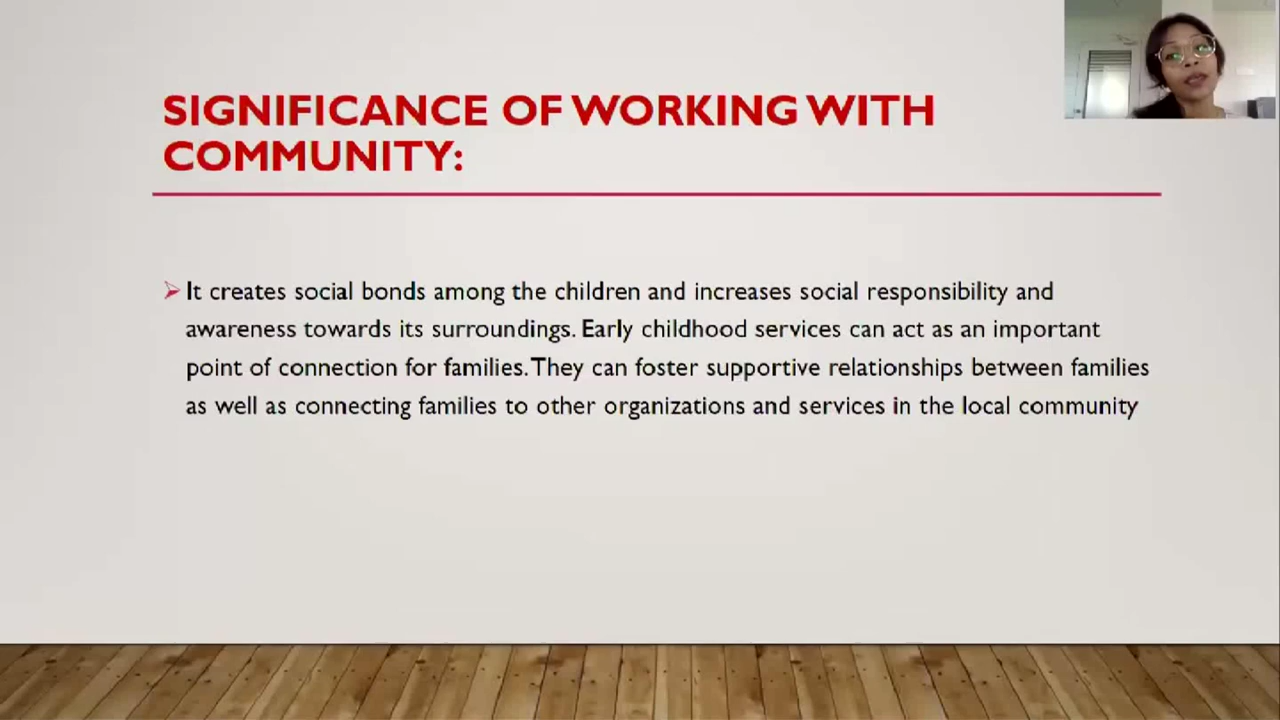 SIGNIFICANCE OF WORKING WITH
COMMUNITY:
It creates social bonds among the children and increases social responsibility and
awareness towards its surroundings. Early childhood services can act as an important
point of connection for families. They can foster supportive relationships between families
as well as connecting families to other organizations and services in the local community